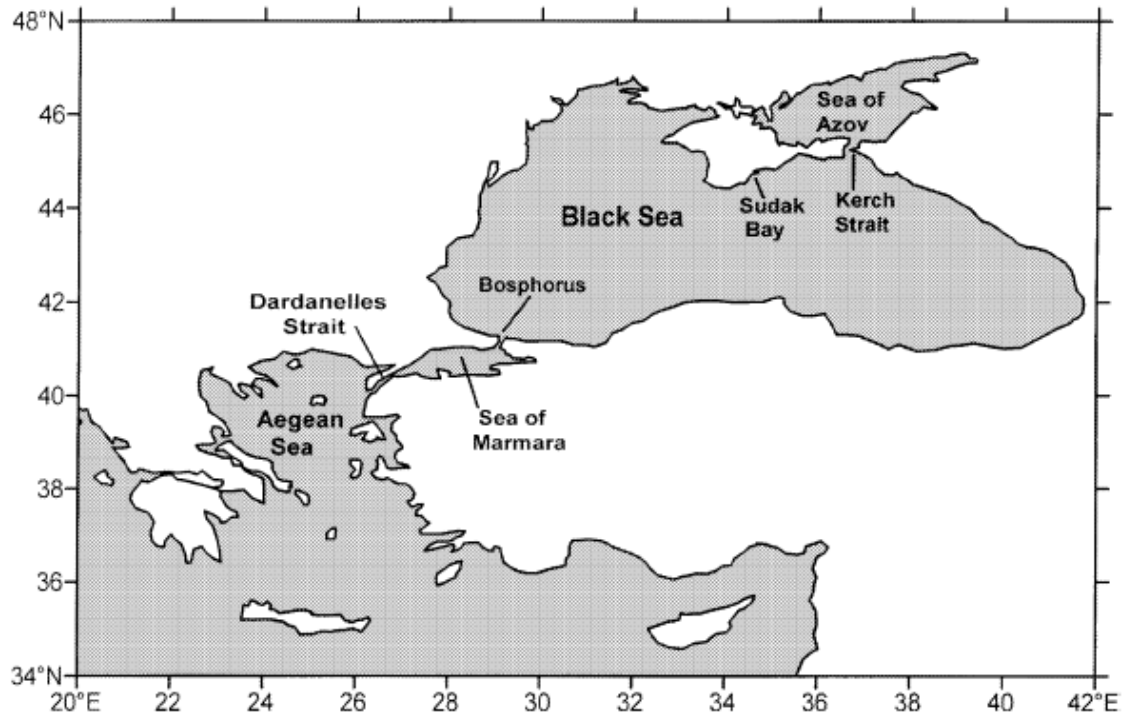 48°N
46
44
42
40
38
36
34°N
20°E
22
24
26
28
30
32
34
36
38
40
42°E
Sea of
Azov
Black Sea
Sudak
Bay
Kerch
Strait
Bosphorus
Dardanelles
Strait
Sea of
Marmara
Aegean
Sea